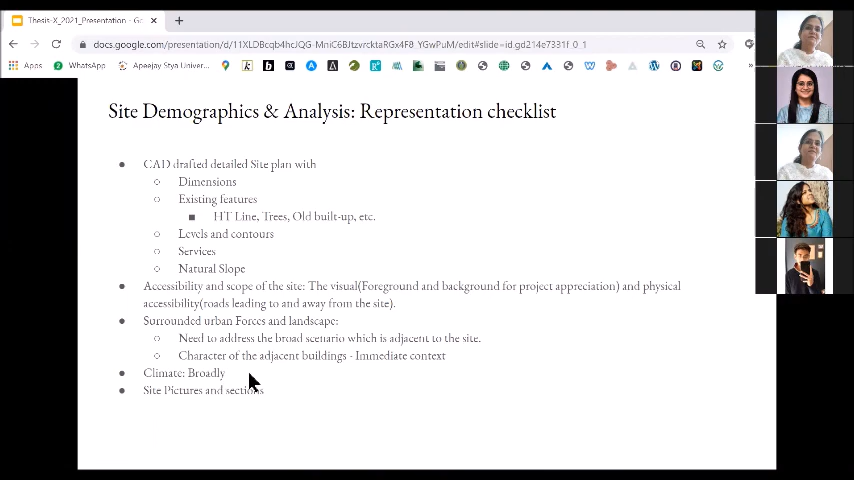 Thesis-X_2021_Presentation - Go
docs.google.com/presentation/d/11XLDBcqb4hcJQG-MniC6BJtzvrcktaRGx4F8_YGwPuM/edit#slide=id.gd214e7331f_0_1
Apps WhatsApp Apeejay Stya Univer...
Site Demographics & Analysis: Representation checklist
● CAD drafted detailed Site plan with
○ Dimensions
○ Existing features
■ HT Line, Trees, Old built-up, etc.
○ Levels and contours
○ Services
○ Natural Slope
● Accessibility and scope of the site: The visual(Foreground and background for project appreciation) and physical
accessibility(roads leading to and away from the site).
● Surrounded urban Forces and landscape:
○ Need to address the broad scenario which is adjacent to the site.
○ Character of the adjacent buildings - Immediate context
● Climate: Broadly
● Site Pictures and sections